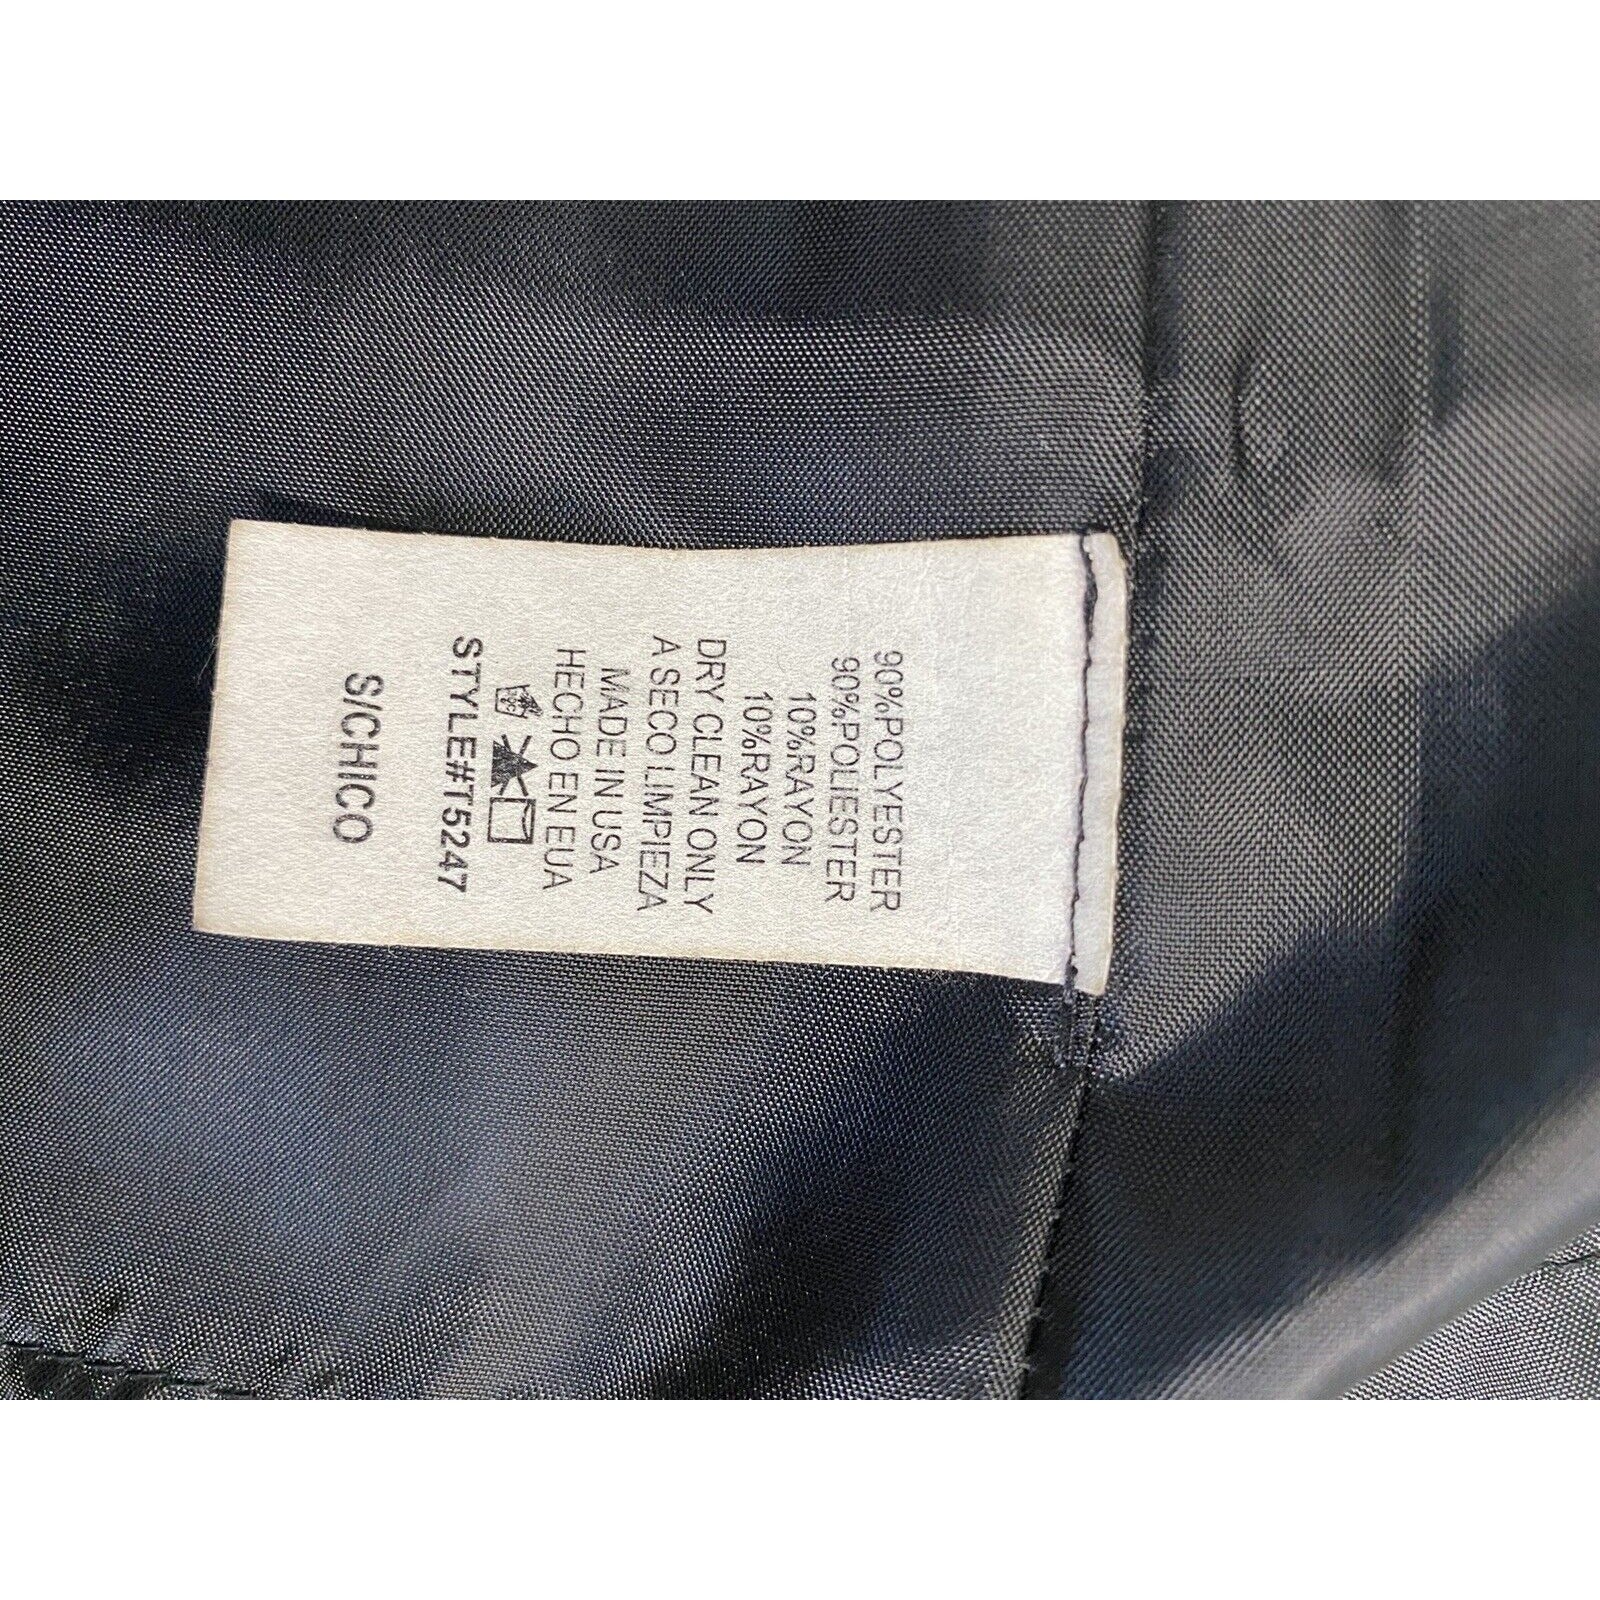 90%POLYESTER
90%POLIESTER
10%RAYON
10%RAYON
DRY CLEAN ONLY
A SECO LIMPIEZA
MADE IN USA
HECHO EN EUA
STYLE#T5247
S/CHICO